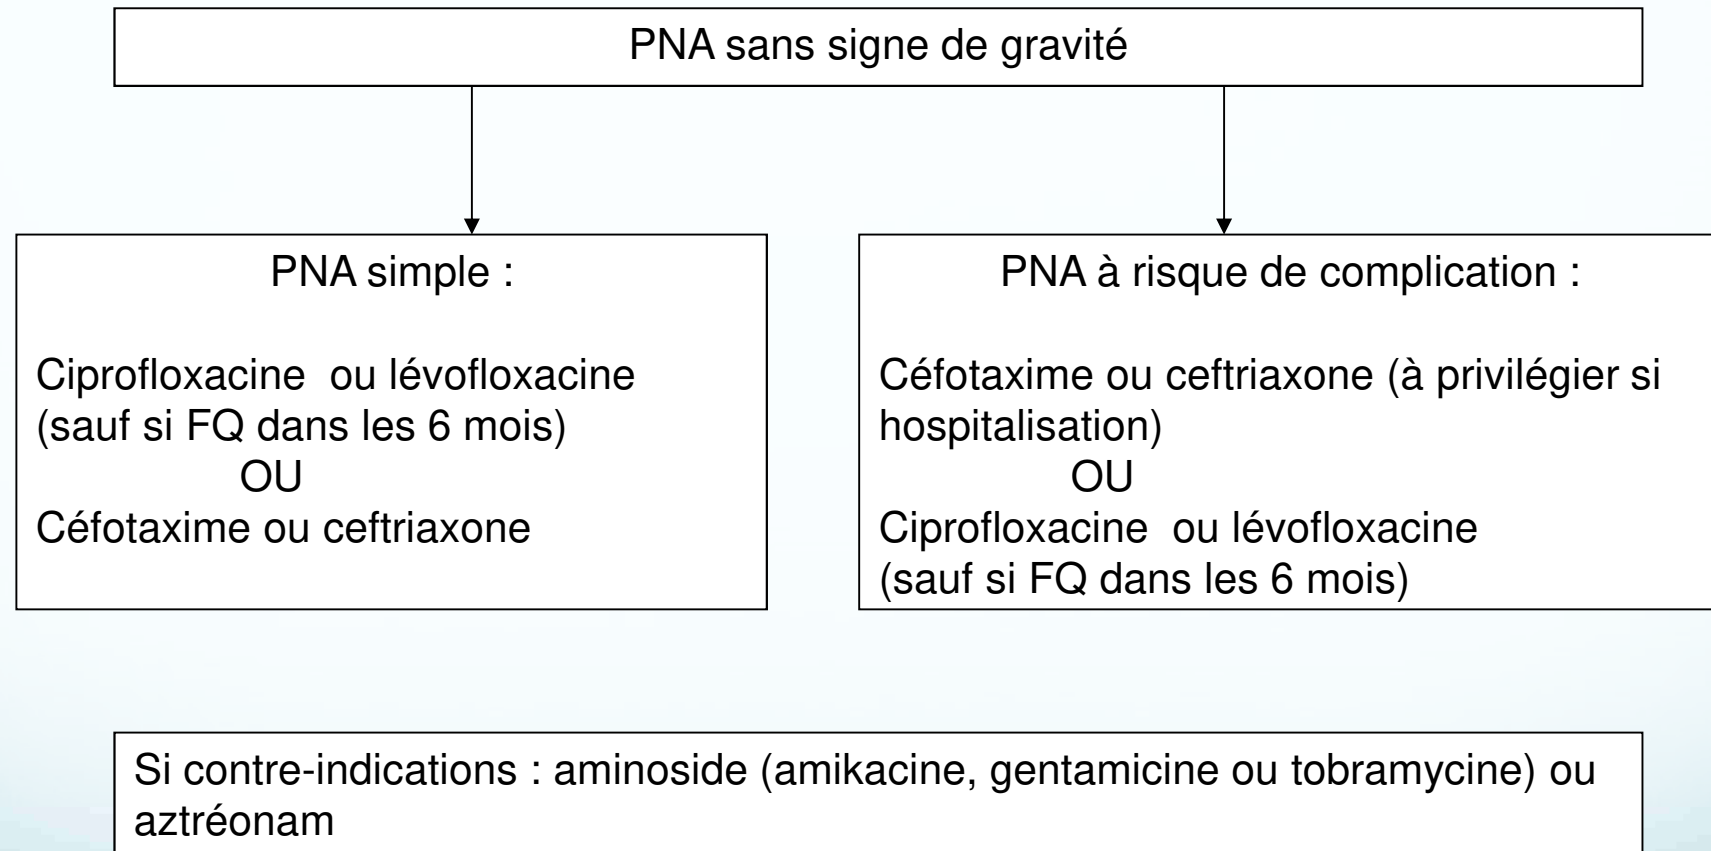 PNA sans signe de gravité
PNA simple :
Ciprofloxacine ou lévofloxacine
(sauf si FQ dans les 6 mois)
OU
Céfotaxime ou ceftriaxone
PNA à risque de complication :
Céfotaxime ou ceftriaxone (à privilégier si
hospitalisation)
OU
Ciprofloxacine ou lévofloxacine
(sauf si FQ dans les 6 mois)
Si contre-indications : aminoside (amikacine, gentamicine ou tobramycine) ou
aztréonam